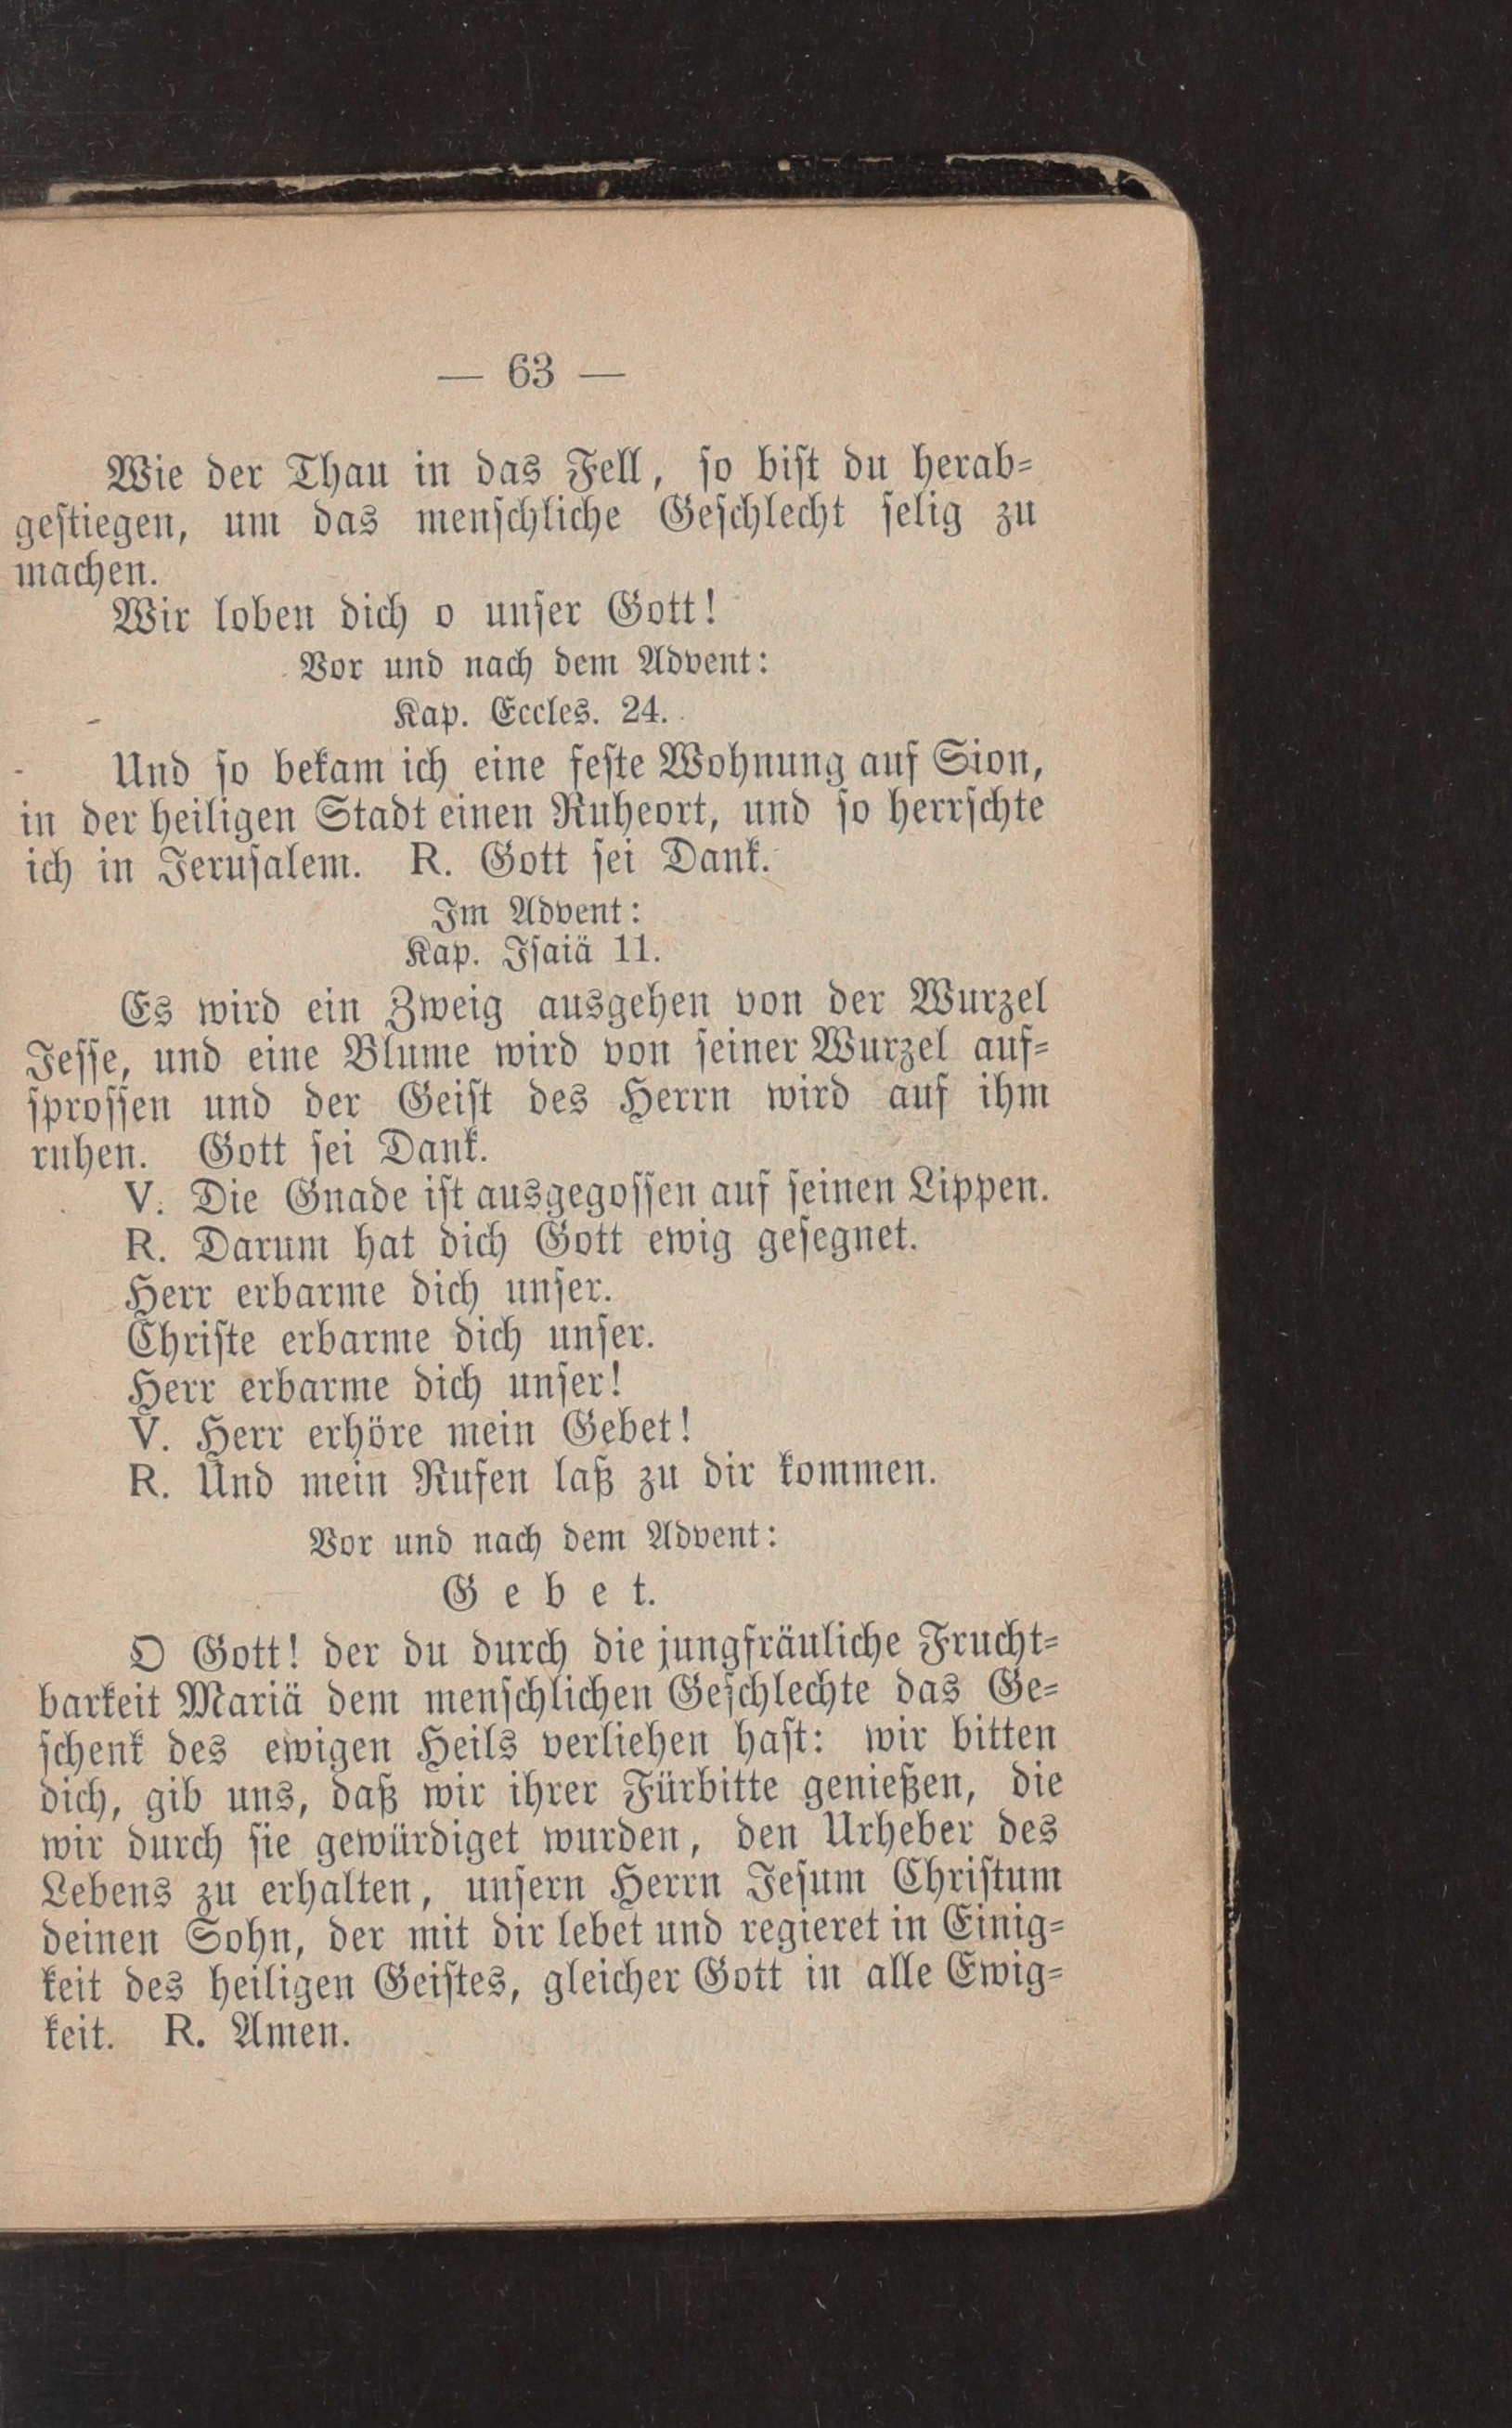 — 63 —
Wie der Thau in das Fell, so bist du herab-
gestiegen, um das menschliche Geschlecht selig zu
machen.
Wir loben dich o unser Gott!
Vor und nach dem Advent:
Kap. Eccles. 24.
Und so bekam ich eine feste Wohnung auf Sion,
in der heiligen Stadt einen Ruheort, und so herrschte
ich in Jerusalem. R. Gott sei Dank.
Im Advent:
Kap. Isaiä 11.
Es wird ein Zweig ausgehen von der Wurzel
Jesse, und eine Blume wird von seiner Wurzel auf-
sprossen und der Geist des Herrn wird auf ihm
ruhen. Gott sei Dank.
V. Die Gnade ist ausgegossen auf seinen Lippen.
R. Darum hat dich Gott ewig gesegnet.
Herr erbarme dich unser.
Christe erbarme dich unser.
Herr erbarme dich unser!
V. Herr erhöre mein Gebet!
R. Und mein Rufen laß zu dir kommen.
Vor und nach dem Advent:
Gebet.
O Gott! der du durch die jungfräuliche Frucht-
barkeit Mariä dem menschlichen Geschlechte das Ge-
schenk des ewigen Heils verliehen hast: wir bitten
dich, gib uns, daß wir ihrer Fürbitte genießen, die
wir durch sie gewürdiget wurden, den Urheber des
Lebens zu erhalten, unsern Herrn Jesum Christum
deinen Sohn, der mit dir lebet und regieret in Einig-
keit des heiligen Geistes, gleicher Gott in alle Ewig-
keit. R. Amen.